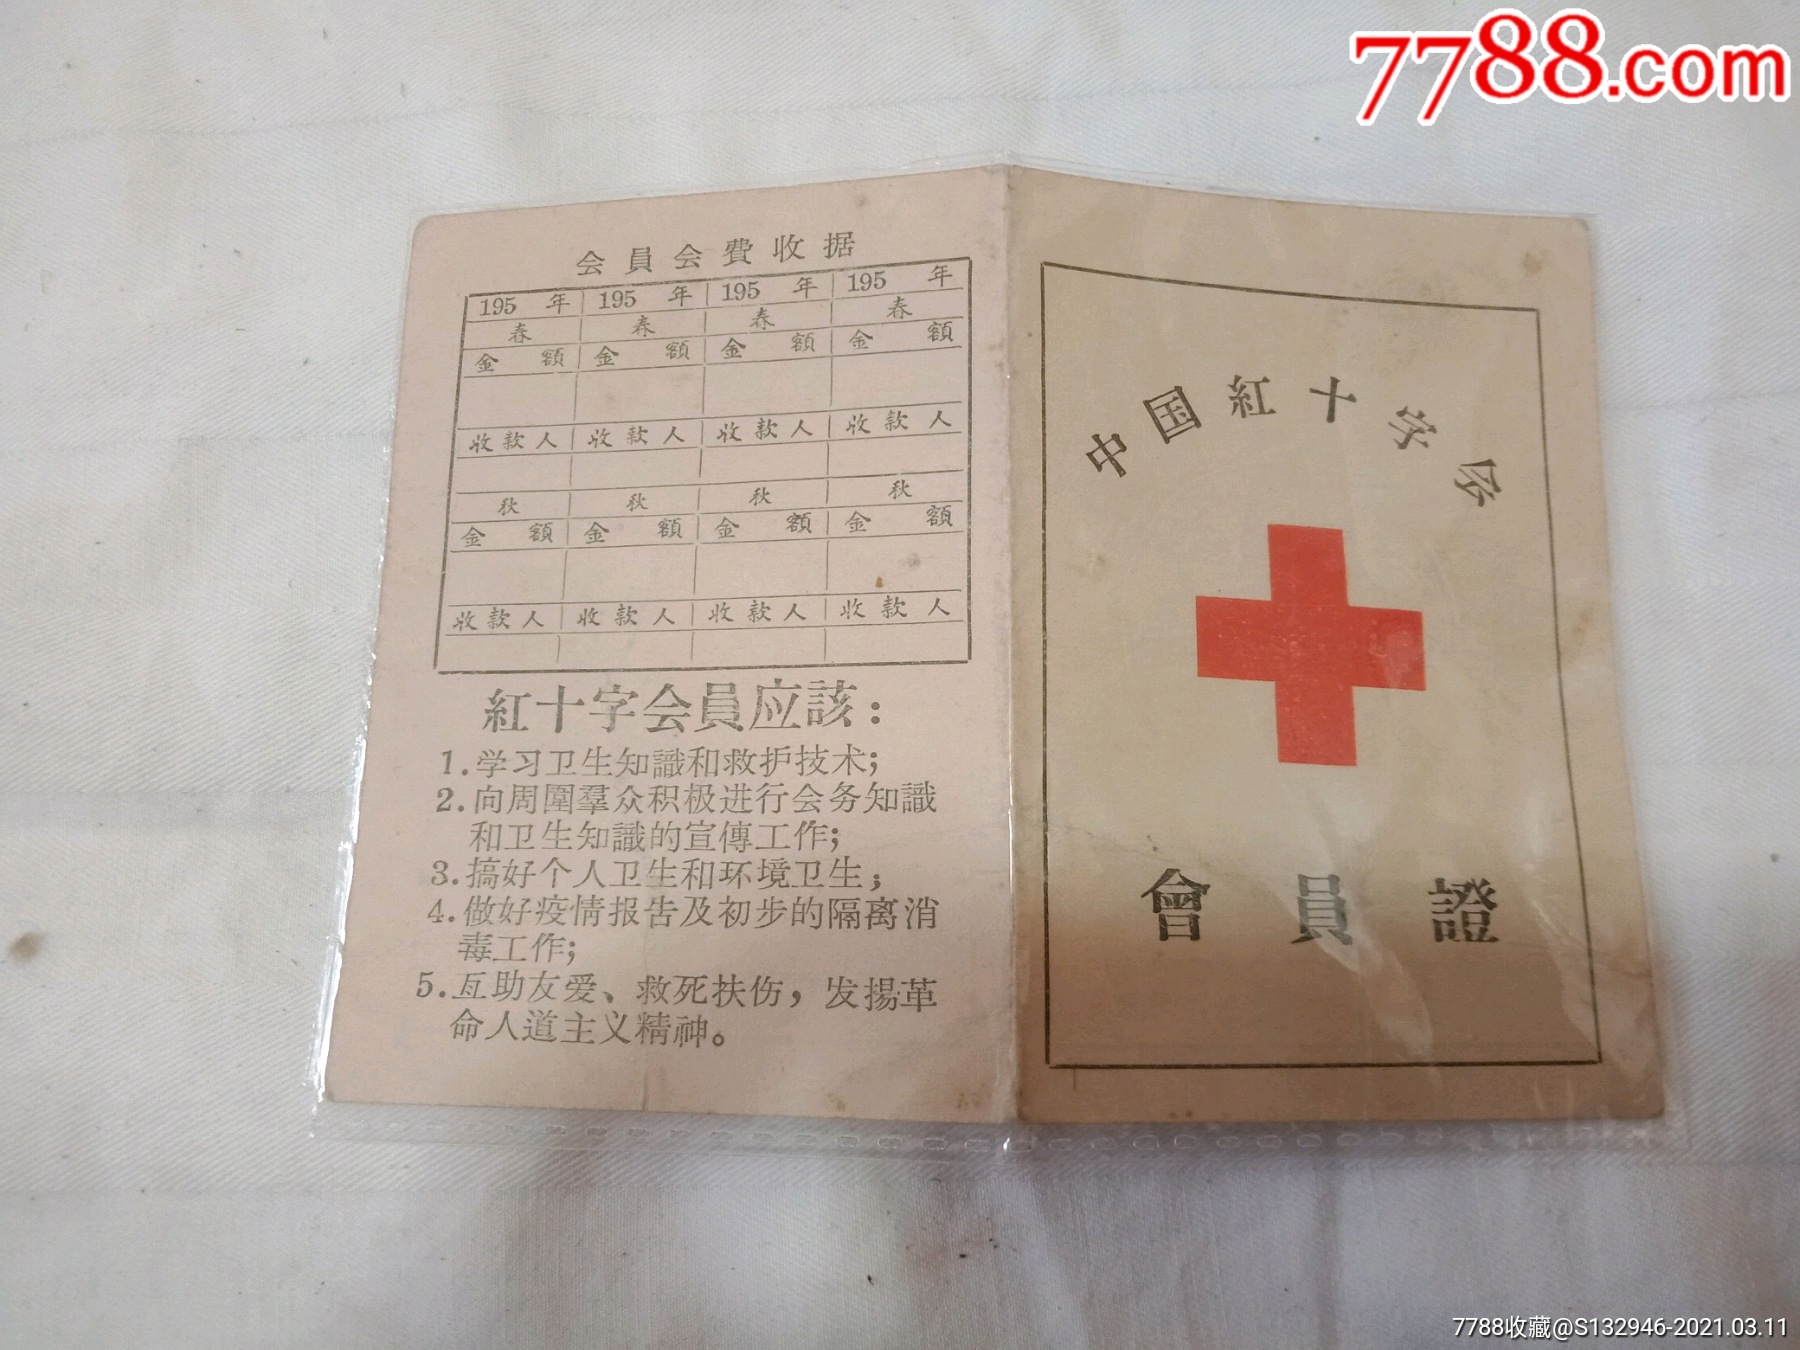 7788.com
会員会費收据
195 年 195 年 195 年 195 年
春 春 春 春
金 額 金 額 金 額 金 額
收款人 收款人 收款人 收款人
秋 秋 秋 秋
金 額 金 額 金 額 金 額
收款人 收款人 收款人 收款人
紅十字会員应該：
1.学习卫生知識和救护技术；
2.向周圍羣众积极进行会务知識
和卫生知識的宣傳工作；
3.搞好个人卫生和环境卫生；
4.做好疫情报告及初步的隔离消
毒工作；
5.互助友爱、救死扶伤，发揚革
命人道主义精神。
中国紅十字会
會員證
7788收藏@S132946-2021.03.11